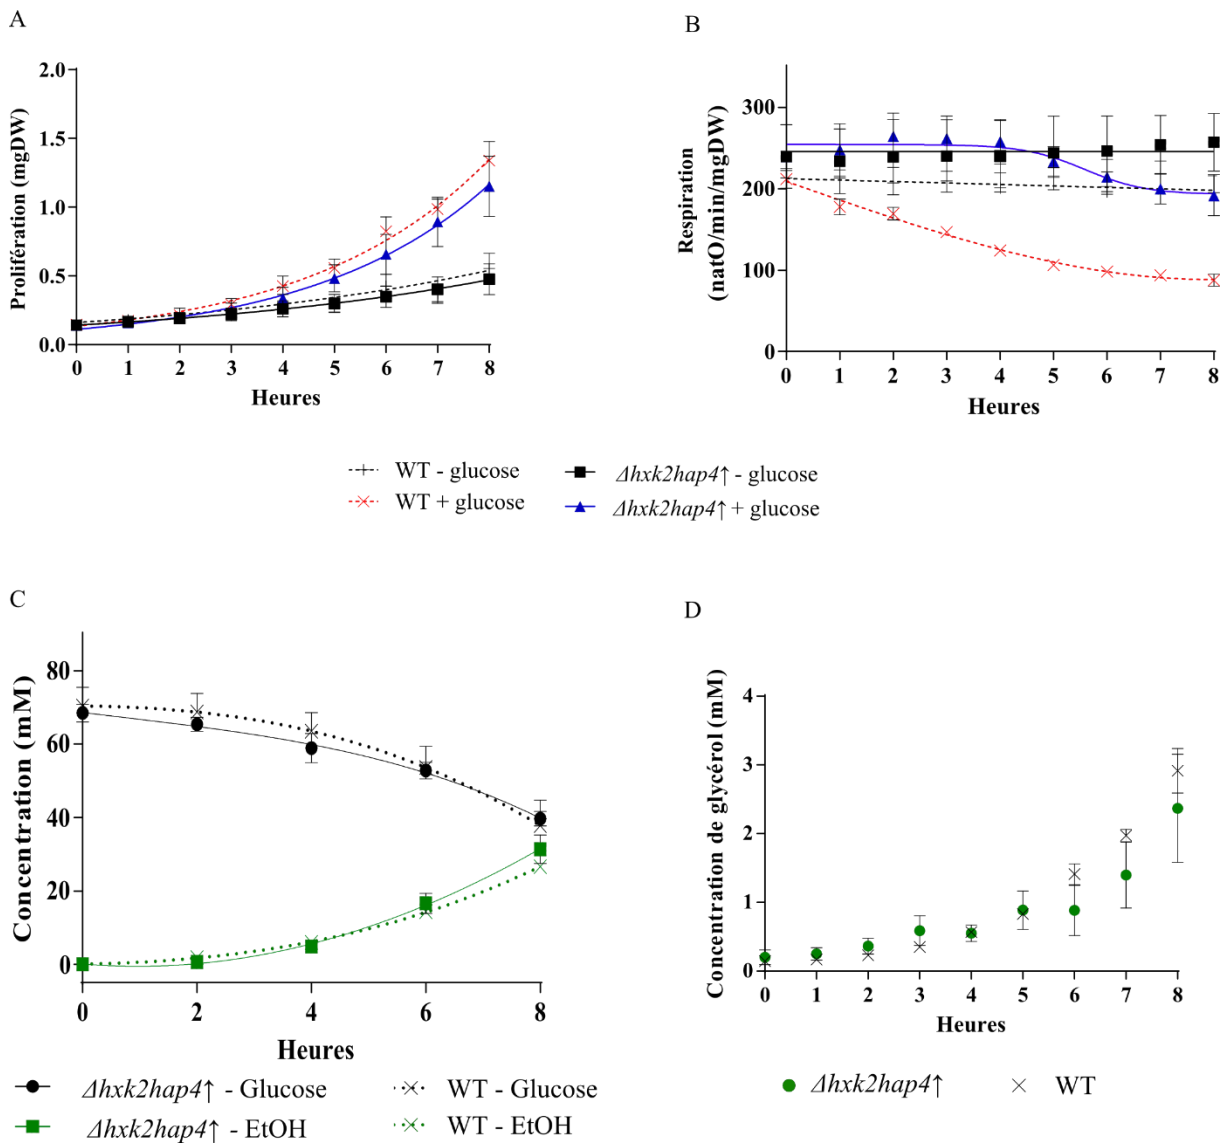 A
B
2.0
1.5
1.0
0.5
0.0
Prolifération (mgDW)
0 1 2 3 4 5 6 7 8
Heures
300
200
100
0
Respiration
(natO/min/mgDW)
0 1 2 3 4 5 6 7 8
Heures
WT - glucose
Δhxk2hap4↑ - glucose
WT + glucose
Δhxk2hap4↑ + glucose
C
D
80
60
40
20
0
Concentration (mM)
0 2 4 6 8
Heures
4
3
2
1
0
Concentration de glycérol (mM)
0 1 2 3 4 5 6 7 8
Heures
Δhxk2hap4↑ - Glucose
WT - Glucose
Δhxk2hap4↑ - EtOH
WT - EtOH
Δhxk2hap4↑
WT